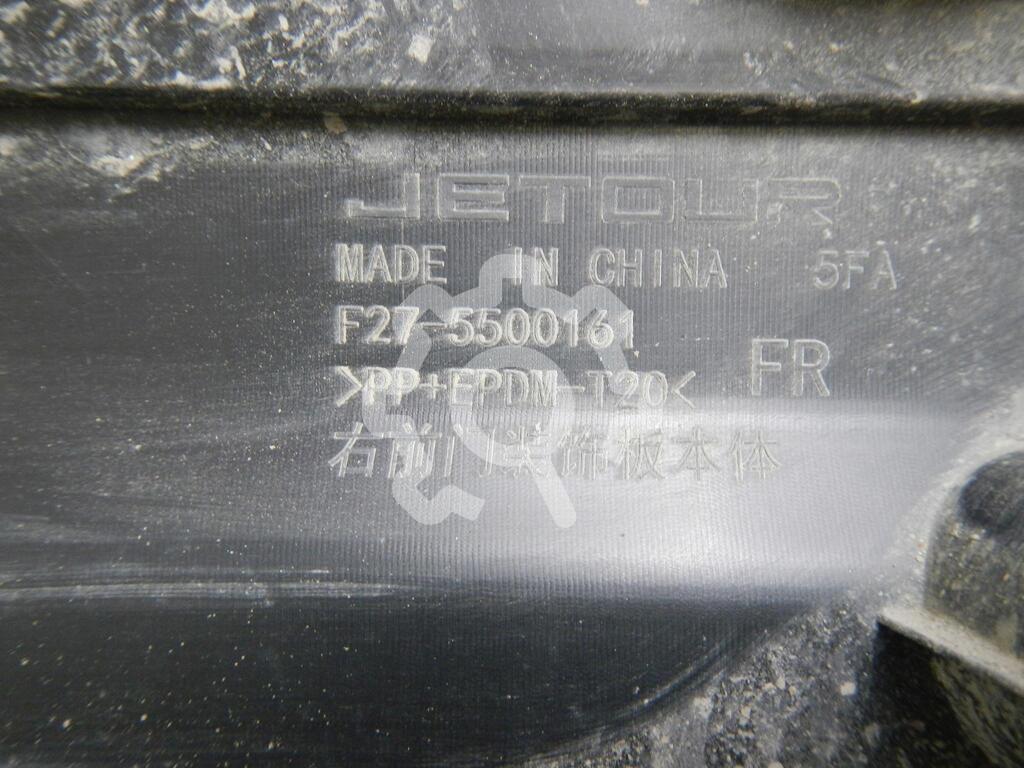 JETOUR
MADE IN CHINA 5FA
F27-5500161
FR
>PP+EPDM-T20<
右前门装饰板本体